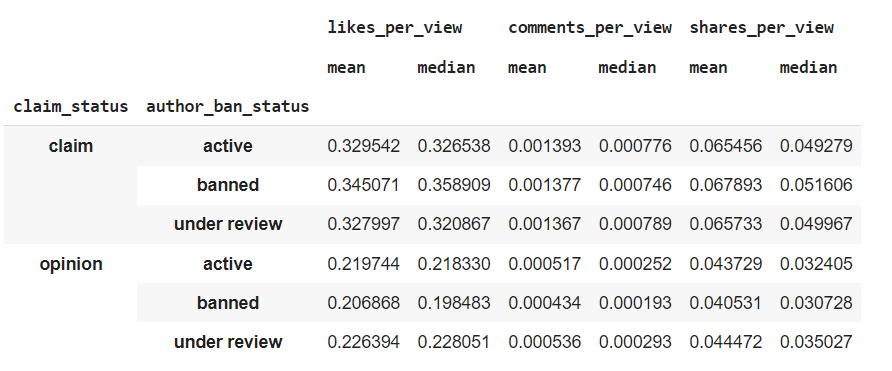 likes_per_view comments_per_view shares_per_view
mean median mean median mean median
claim_status author_ban_status
claim active 0.329542 0.326538 0.001393 0.000776 0.065456 0.049279
banned 0.345071 0.358909 0.001377 0.000746 0.067893 0.051606
under review 0.327997 0.320867 0.001367 0.000789 0.065733 0.049967
opinion active 0.219744 0.218330 0.000517 0.000252 0.043729 0.032405
banned 0.206868 0.198483 0.000434 0.000193 0.040531 0.030728
under review 0.226394 0.228051 0.000536 0.000293 0.044472 0.035027